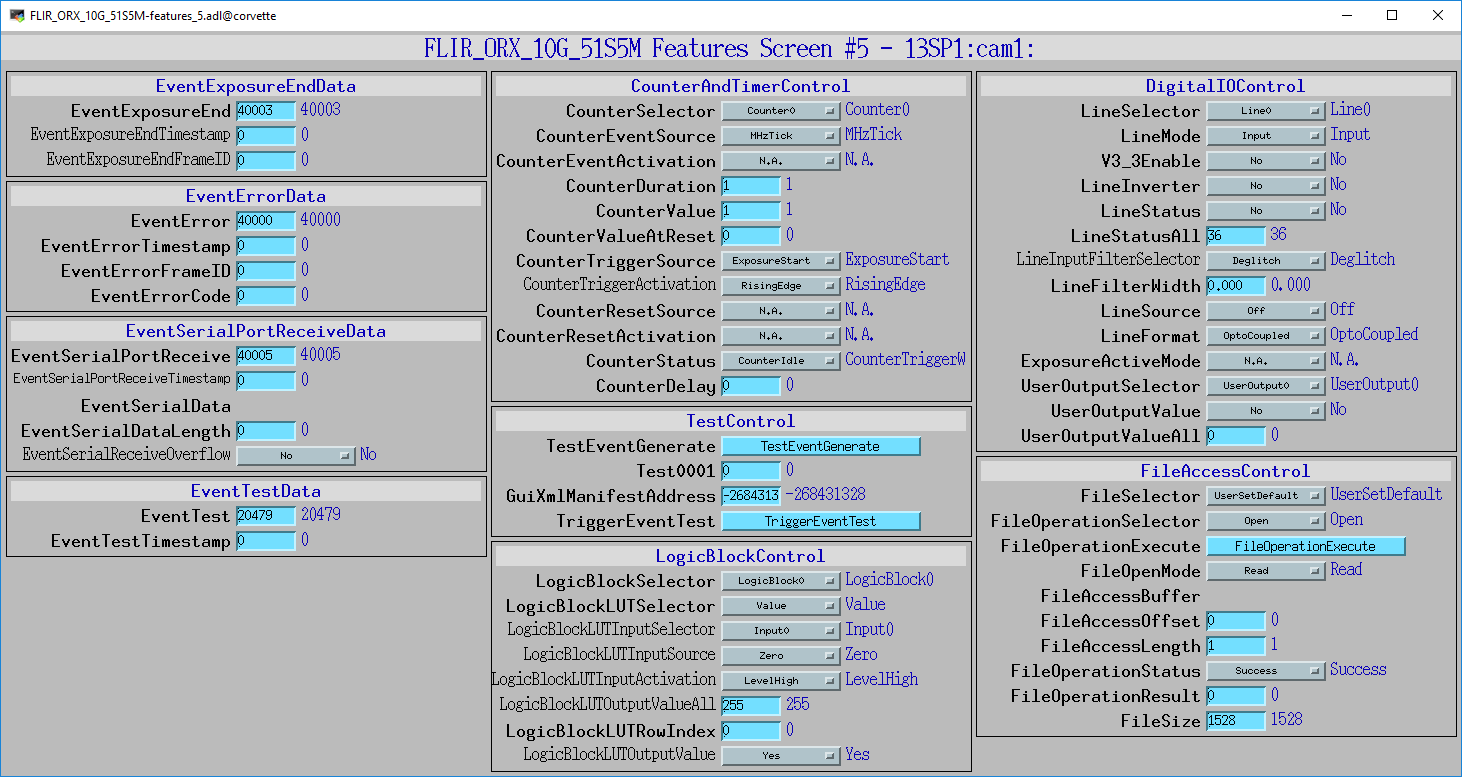 FLIR_ORX_10G_51S5M-features_5.adl@corvette
FLIR_ORX_10G_51S5M Features Screen #5 - 13SP1:cam1:
EventExposureEndData
EventExposureEnd 40003 40003
EventExposureEndTimestamp 0 0
EventExposureEndFrameID 0 0
EventErrorData
EventError 40000 40000
EventErrorTimestamp 0 0
EventErrorFrameID 0 0
EventErrorCode 0 0
EventSerialPortReceiveData
EventSerialPortReceive 40005 40005
EventSerialPortReceiveTimestamp 0 0
EventSerialData
EventSerialDataLength 0 0
EventSerialReceiveOverflow No No
EventTestData
EventTest 20479 20479
EventTestTimestamp 0 0
CounterAndTimerControl
CounterSelector Counter0 Counter0
CounterEventSource MHzTick MHzTick
CounterEventActivation N.A. N.A.
CounterDuration 1 1
CounterValue 1 1
CounterValueAtReset 0 0
CounterTriggerSource ExposureStart ExposureStart
CounterTriggerActivation RisingEdge RisingEdge
CounterResetSource N.A. N.A.
CounterResetActivation N.A. N.A.
CounterStatus CounterIdle CounterTriggerW
CounterDelay 0 0
TestControl
TestEventGenerate TestEventGenerate
Test0001 0 0
GuiXmlManifestAddress -2684313 -268431328
TriggerEventTest TriggerEventTest
LogicBlockControl
LogicBlockSelector LogicBlock0 LogicBlock0
LogicBlockLUTSelector Value Value
LogicBlockLUTInputSelector Input0 Input0
LogicBlockLUTInputSource Zero Zero
LogicBlockLUTInputActivation LevelHigh LevelHigh
LogicBlockLUTOutputValueAll 255 255
LogicBlockLUTRowIndex 0 0
LogicBlockLUTOutputValue Yes Yes
DigitalIOControl
LineSelector Line0 Line0
LineMode Input Input
V3_3Enable No No
LineInverter No No
LineStatus No No
LineStatusAll 36 36
LineInputFilterSelector Deglitch Deglitch
LineFilterWidth 0.000 0.000
LineSource Off Off
LineFormat OptoCoupled OptoCoupled
ExposureActiveMode N.A. N.A.
UserOutputSelector UserOutput0 UserOutput0
UserOutputValue No No
UserOutputValueAll 0 0
FileAccessControl
FileSelector UserSetDefault UserSetDefault
FileOperationSelector Open Open
FileOperationExecute FileOperationExecute
FileOpenMode Read Read
FileAccessBuffer
FileAccessOffset 0 0
FileAccessLength 1 1
FileOperationStatus Success Success
FileOperationResult 0 0
FileSize 1528 1528